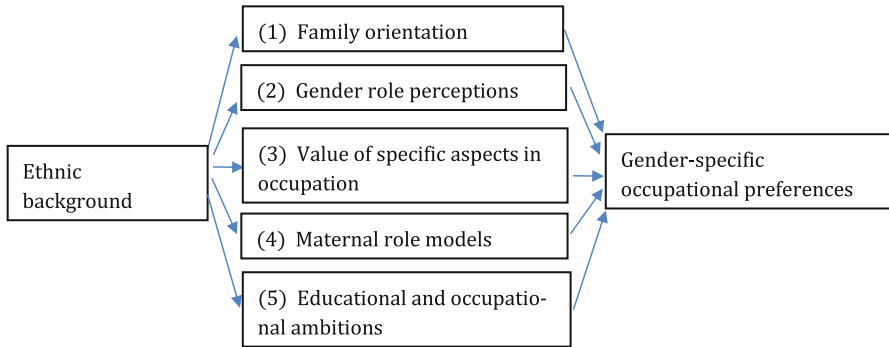 (1) Family orientation
(2) Gender role perceptions
Ethnic
background
(3) Value of specific aspects in
occupation
Gender-specific
occupational preferences
(4) Maternal role models
(5) Educational and occupatio-
nal ambitions